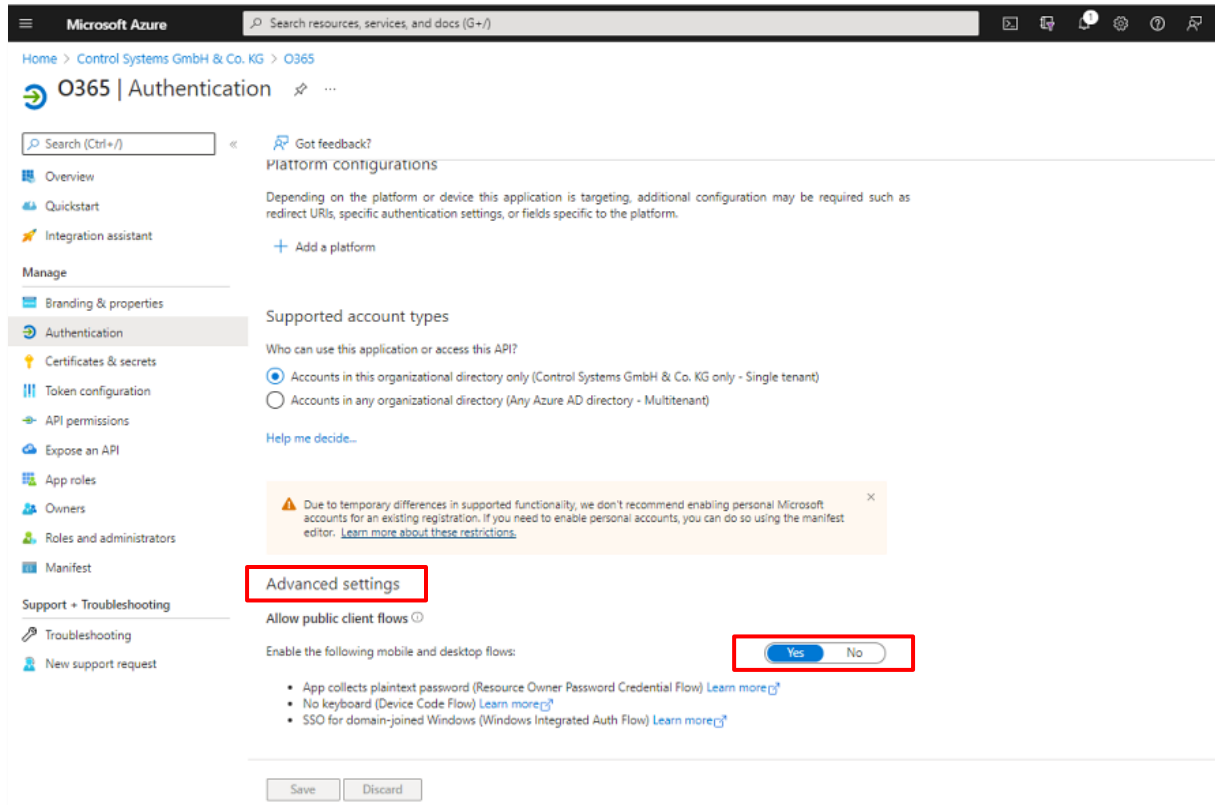 Microsoft Azure
Search resources, services, and docs (G+/)
1
Home > Control Systems GmbH & Co. KG > O365
O365 | Authentication
Search (Ctrl+/)
«
Got feedback?
Overview
Quickstart
Integration assistant
Manage
Branding & properties
Authentication
Certificates & secrets
Token configuration
API permissions
Expose an API
App roles
Owners
Roles and administrators
Manifest
Support + Troubleshooting
Troubleshooting
New support request
Platform configurations
Depending on the platform or device this application is targeting, additional configuration may be required such as
redirect URIs, specific authentication settings, or fields specific to the platform.
+ Add a platform
Supported account types
Who can use this application or access this API?
Accounts in this organizational directory only (Control Systems GmbH & Co. KG only - Single tenant)
Accounts in any organizational directory (Any Azure AD directory - Multitenant)
Help me decide...
Due to temporary differences in supported functionality, we don't recommend enabling personal Microsoft
accounts for an existing registration. If you need to enable personal accounts, you can do so using the manifest
editor. Learn more about these restrictions.
Advanced settings
Allow public client flows
Enable the following mobile and desktop flows:
Yes No
• App collects plaintext password (Resource Owner Password Credential Flow) Learn more
• No keyboard (Device Code Flow) Learn more
• SSO for domain-joined Windows (Windows Integrated Auth Flow) Learn more
Save Discard